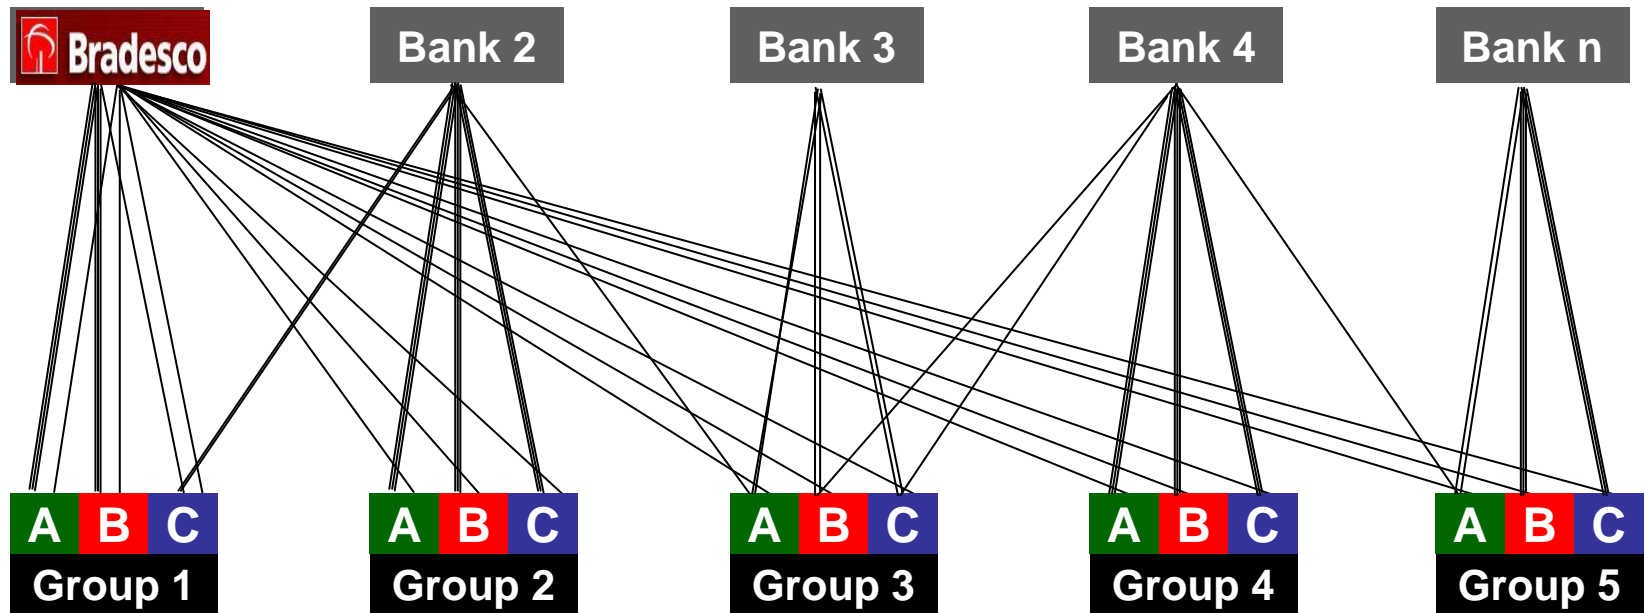 Bradesco Bank 2 Bank 3 Bank 4 Bank n
A B C A B C A B C A B C A B C
Group 1 Group 2 Group 3 Group 4 Group 5